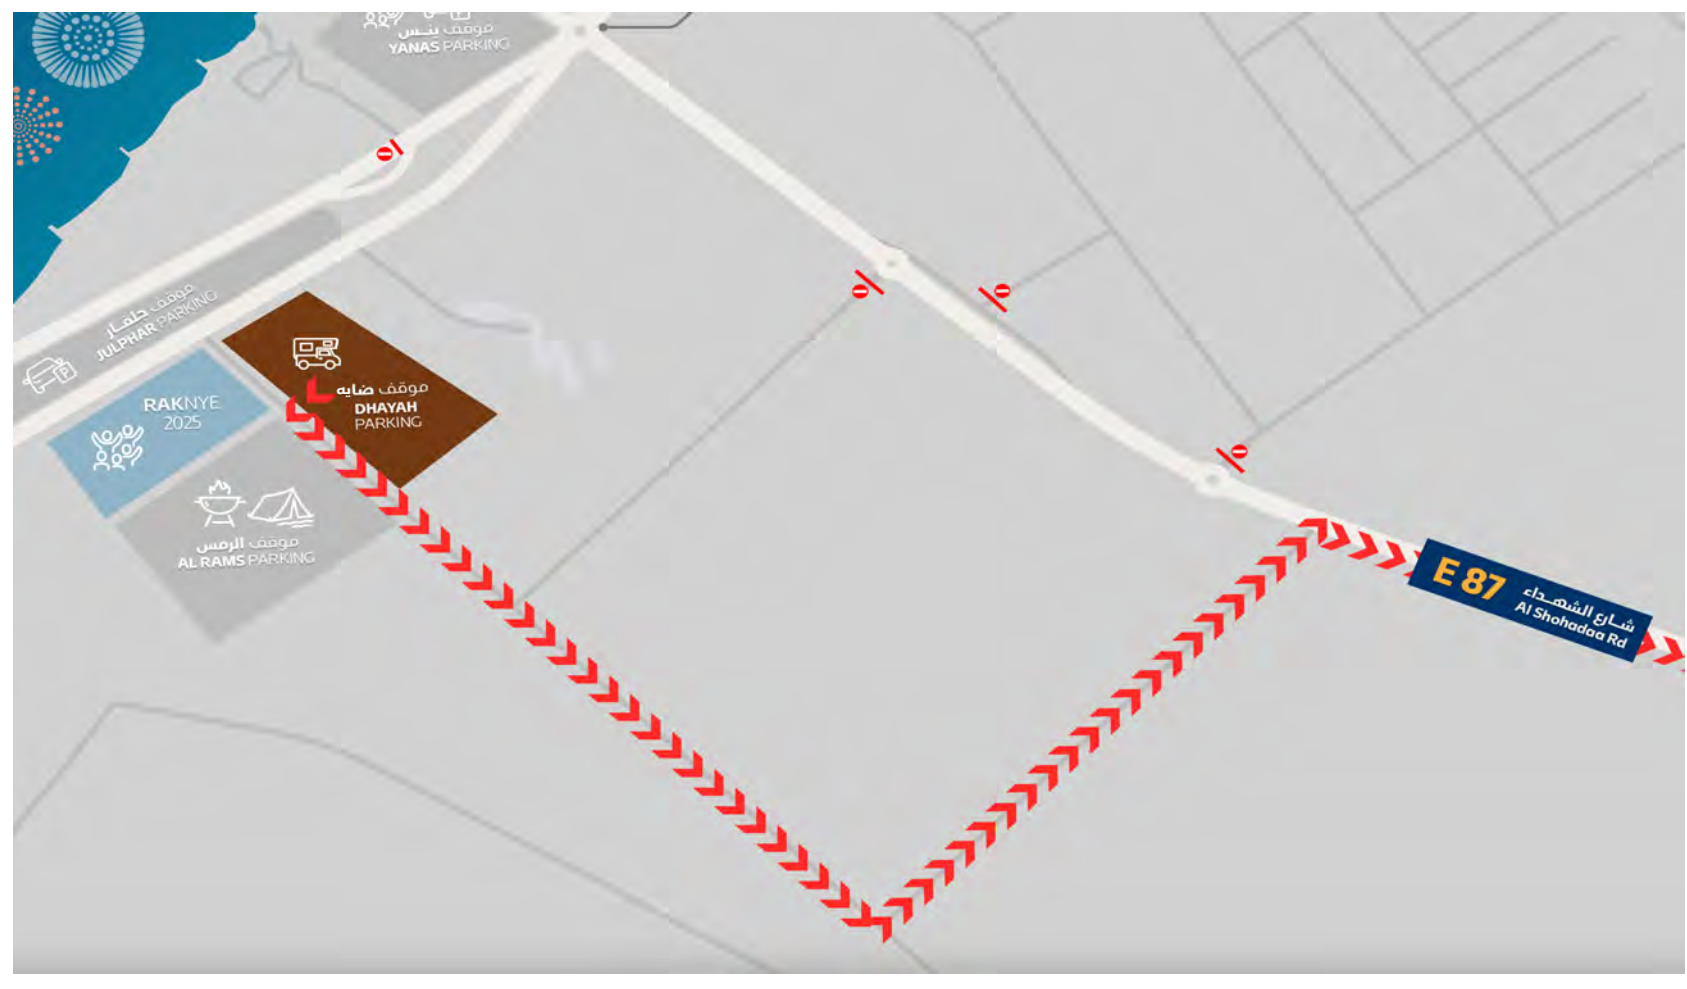 موقف ينس
YANAS PARKING
موقف جلفار
JULPHAR PARKING
P
موقف ضايه
DHAYAH
PARKING
RAKNYE
2025
موقف الرمس
AL RAMS PARKING
E 87
شارع الشهداء
Al Shohadaa Rd